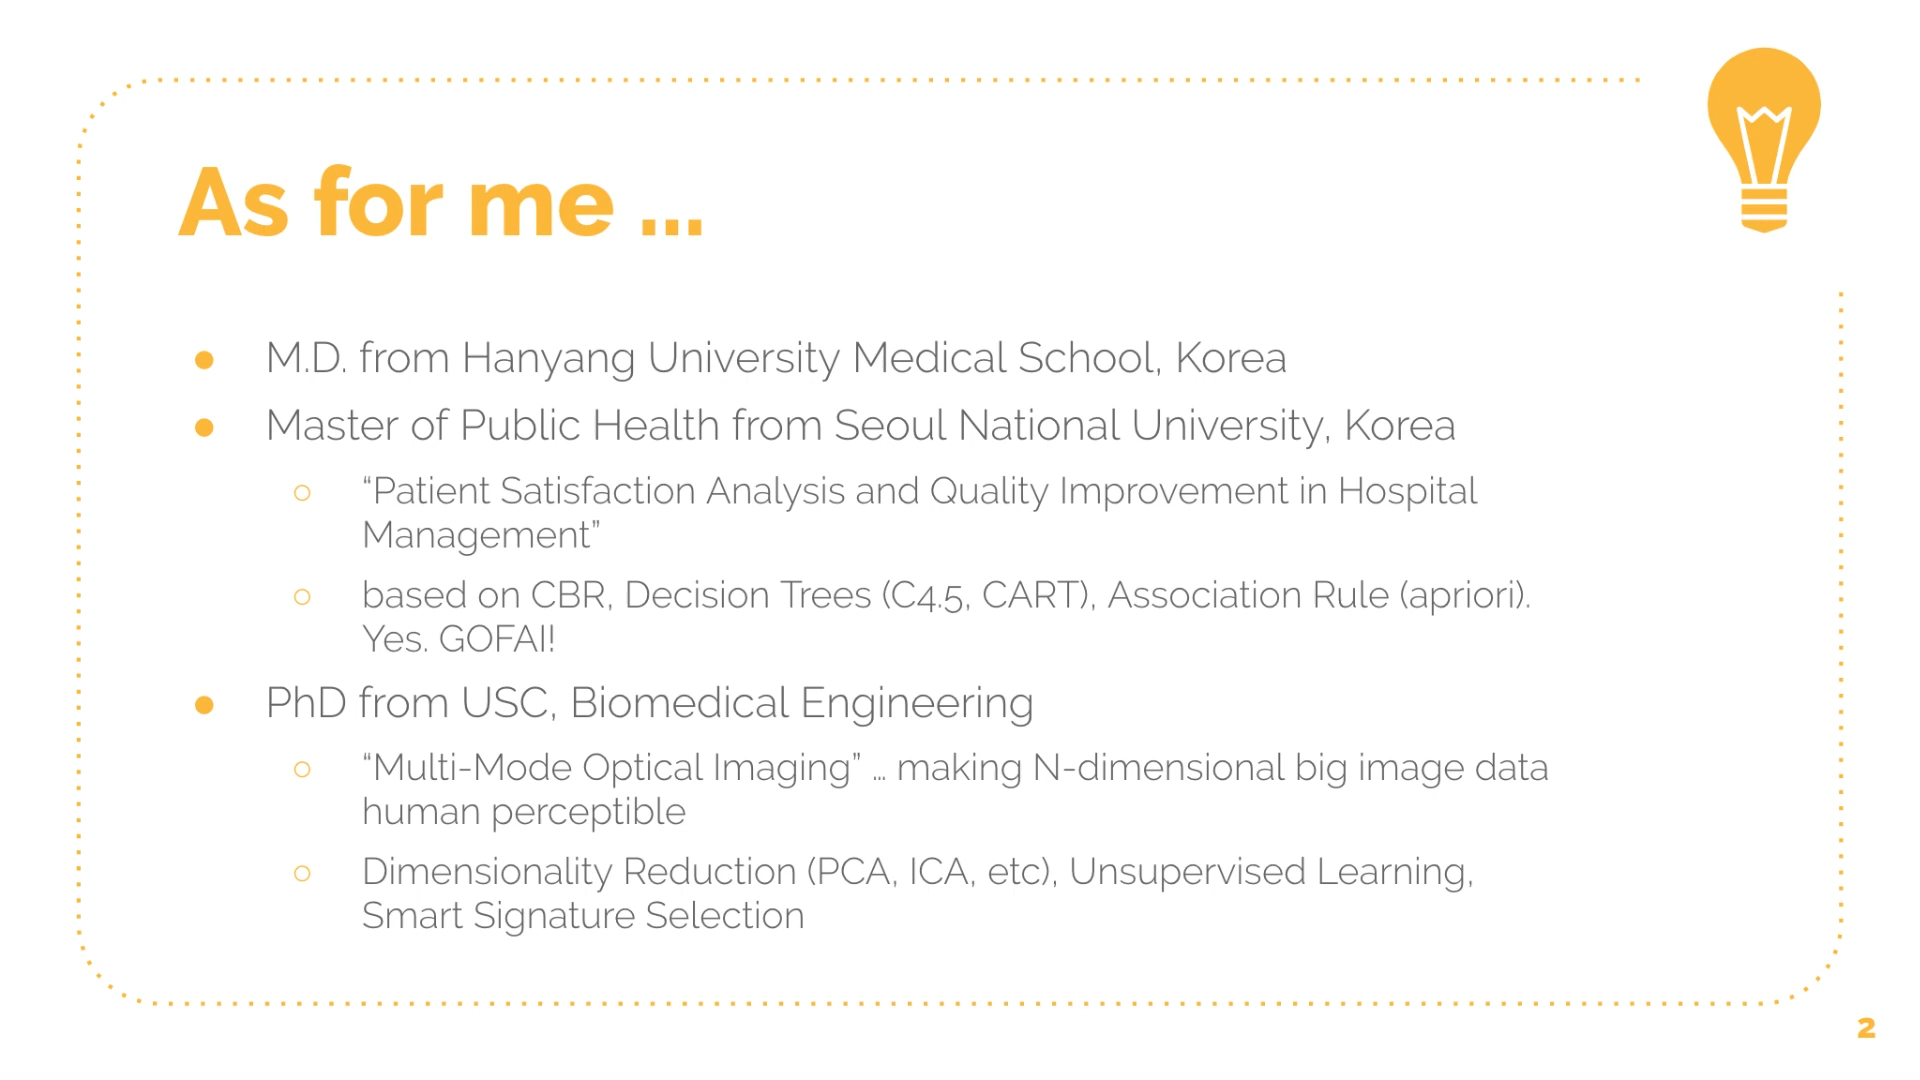 As for me ...
● M.D. from Hanyang University Medical School, Korea
● Master of Public Health from Seoul National University, Korea
○ “Patient Satisfaction Analysis and Quality Improvement in Hospital
Management”
○ based on CBR, Decision Trees (C4.5, CART), Association Rule (apriori).
Yes. GOFAI!
● PhD from USC, Biomedical Engineering
○ “Multi-Mode Optical Imaging” ... making N-dimensional big image data
human perceptible
○ Dimensionality Reduction (PCA, ICA, etc), Unsupervised Learning,
Smart Signature Selection
2